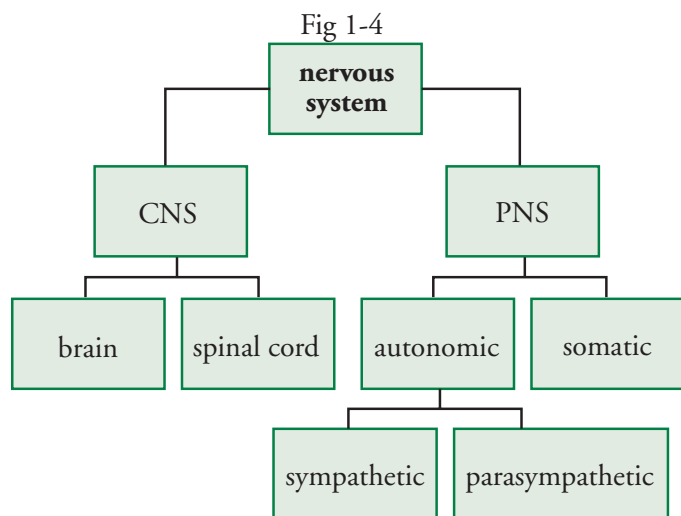 Fig 1-4
nervous
system
CNS
PNS
brain
spinal cord
autonomic
somatic
sympathetic
parasympathetic